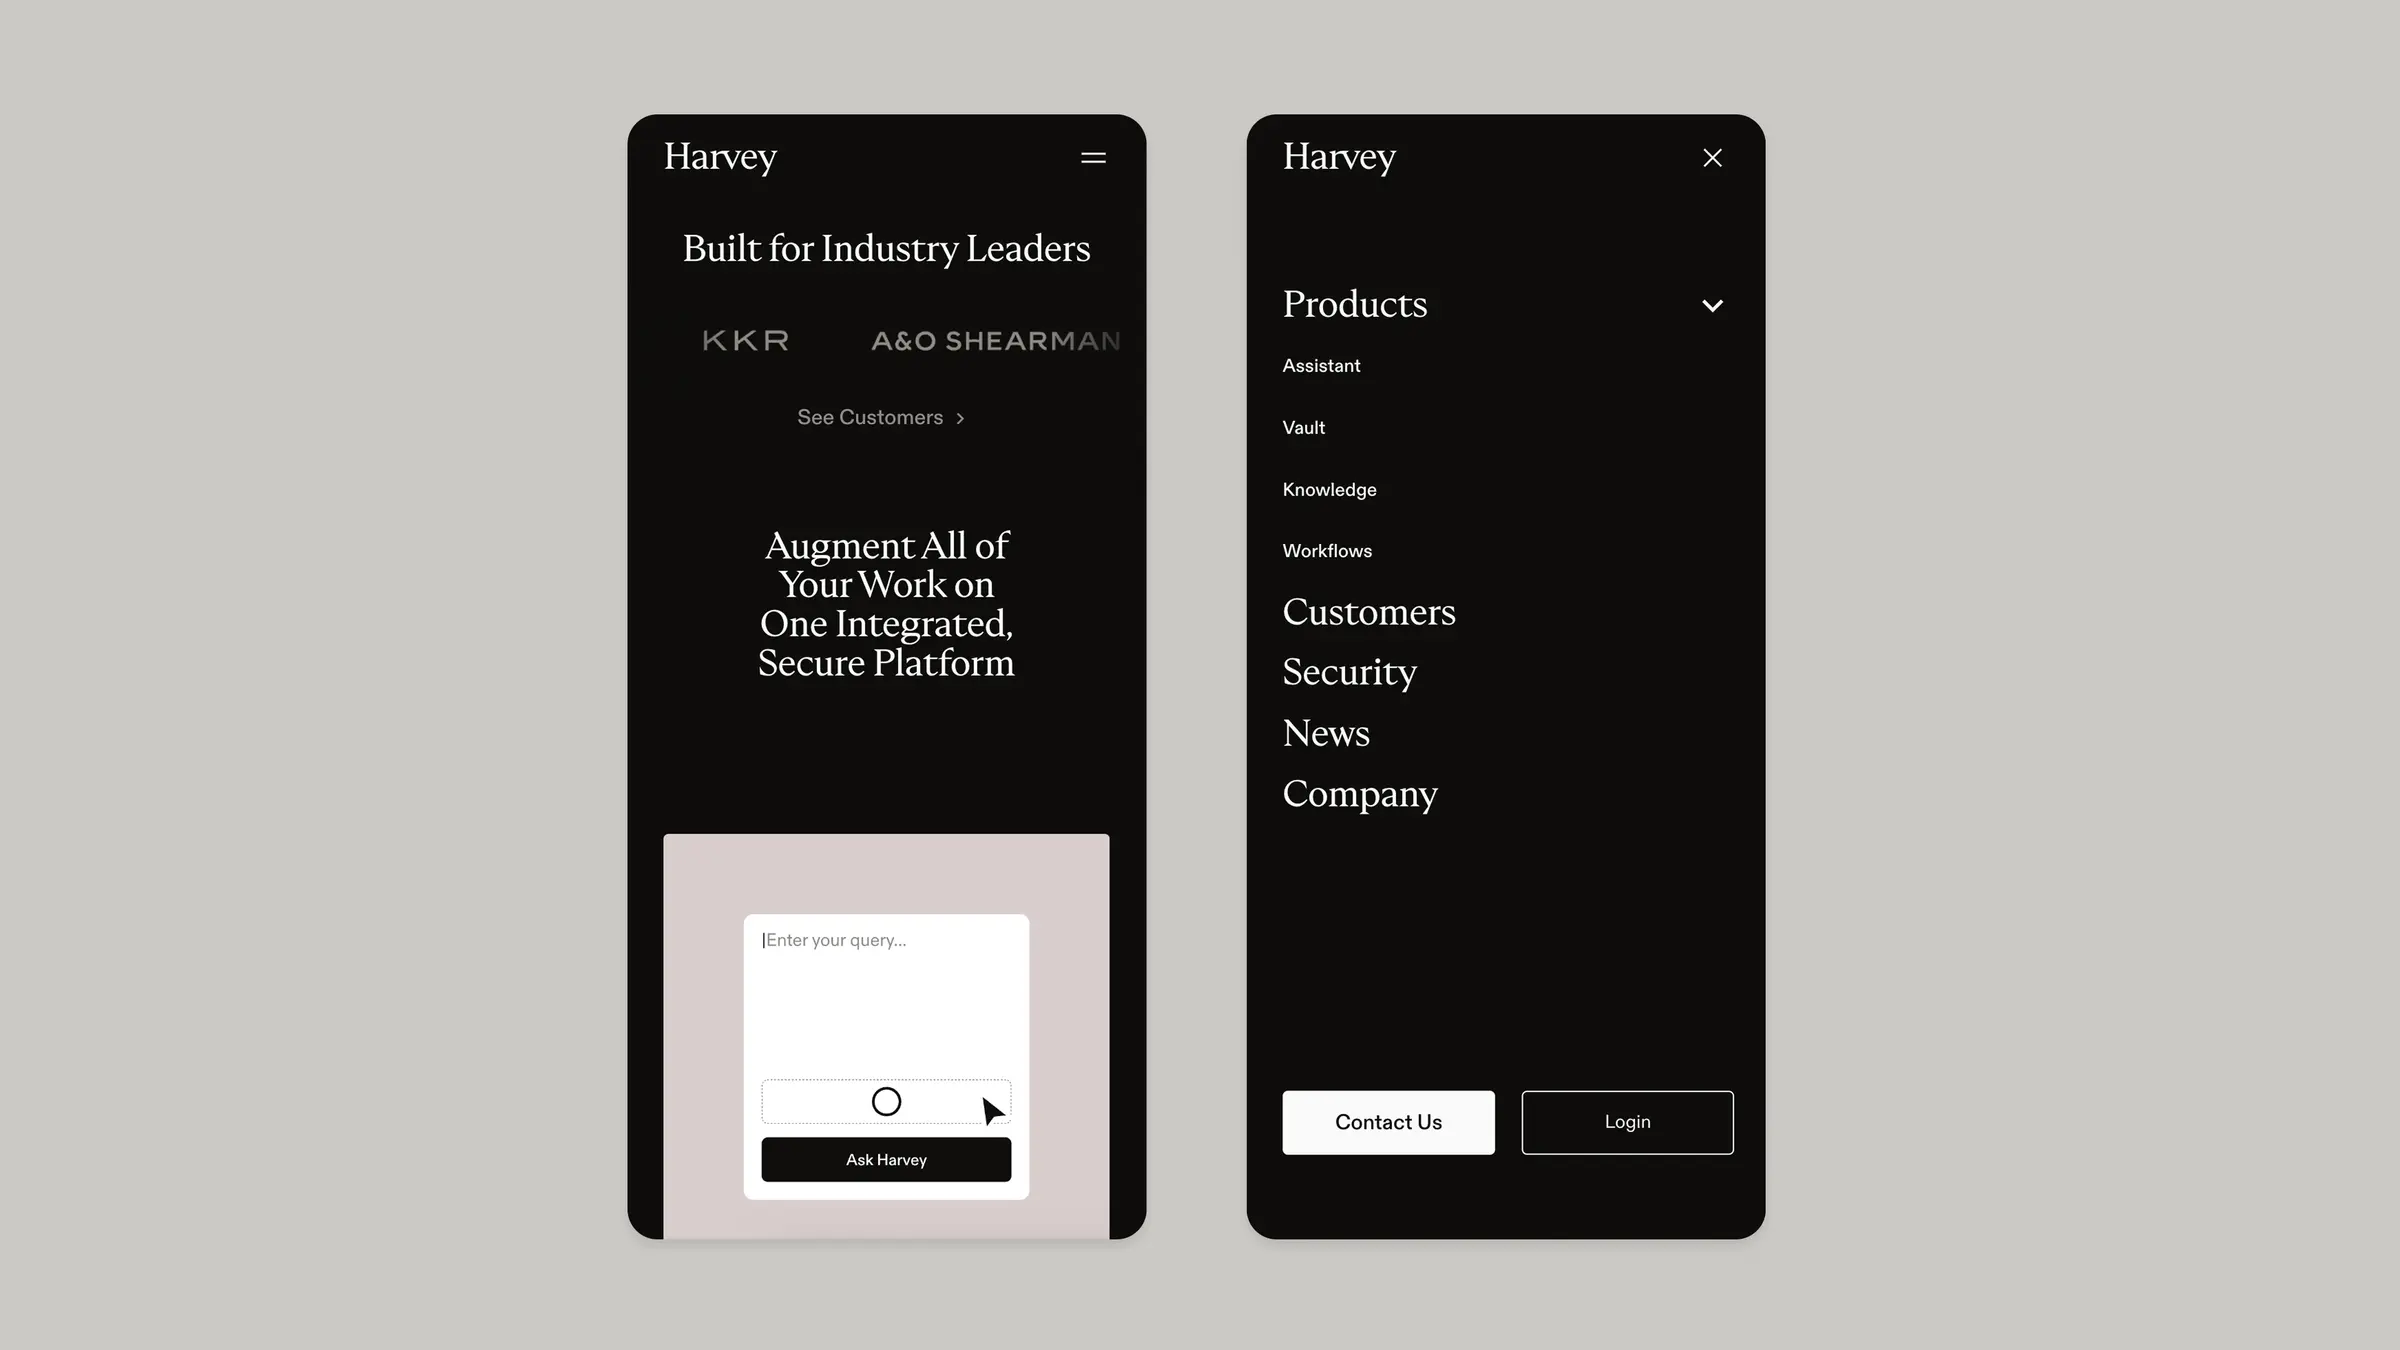 Harvey
Built for Industry Leaders
KKR
A&O SHEARMAN
See Customers
Augment All of
Your Work on
One Integrated,
Secure Platform
Enter your query...
Ask Harvey
Harvey
Products
Assistant
Vault
Knowledge
Workflows
Customers
Security
News
Company
Contact Us
Login